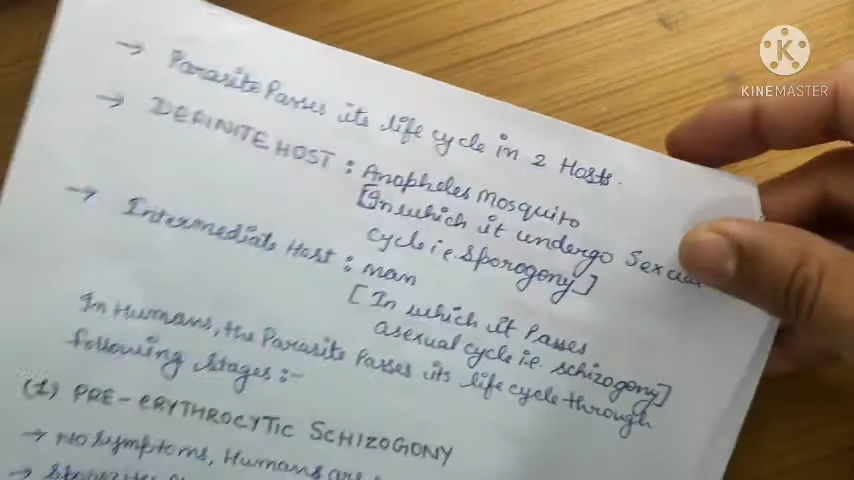 KINEMASTER
→ Parasite Passes its life cycle in 2 Hosts.
→ DEFINITE HOST : Anopheles Mosquito
[In which it undergo Sexual
cycle i.e. Sporogony]
→ Intermediate Host : man
[In which it Passes
asexual cycle i.e. schizogony]
In Humans, the Parasite Passes its life cycle through
following stages :-
(1) PRE-ERYTHROCYTIC SCHIZOGONY
→ No Symptoms, Humans are
→